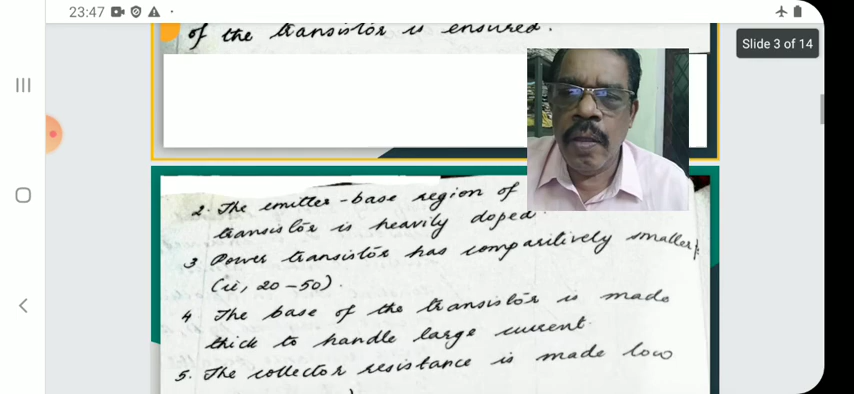 23:47
Slide 3 of 14
of the transistor is ensured.
2. The emitter-base region of
transistor is heavily doped.
3 Power transistor has comparitively smaller β
(ie, 20-50).
4 The base of the transistor is made
thick to handle large current.
5. The collector resistance is made low